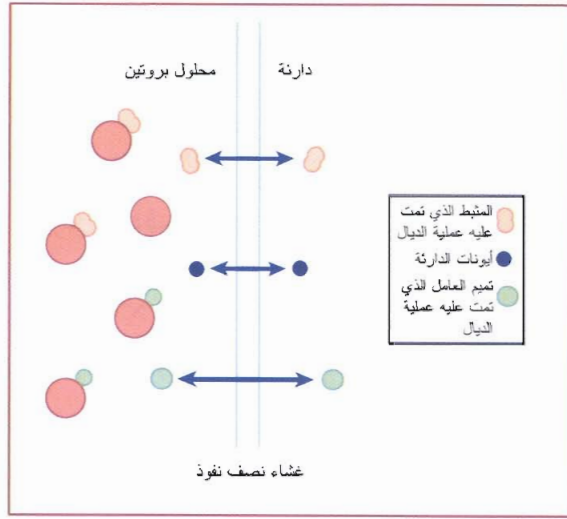 دارئة
محلول بروتين
المثبط الذي تمت
عليه عملية الديال
أيونات الدارئة
تميم العامل الذي
تمت عليه عملية
الديال
غشاء نصف نفوذ